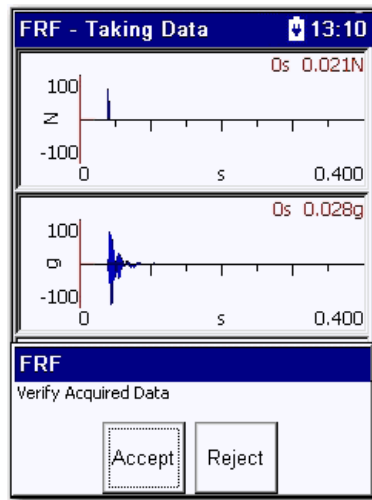 FRF - Taking Data 13:10
0s 0.021N
100
N
-100
0 s 0.400
0s 0.028g
100
g
-100
0 s 0.400
FRF
Verify Acquired Data
Accept Reject